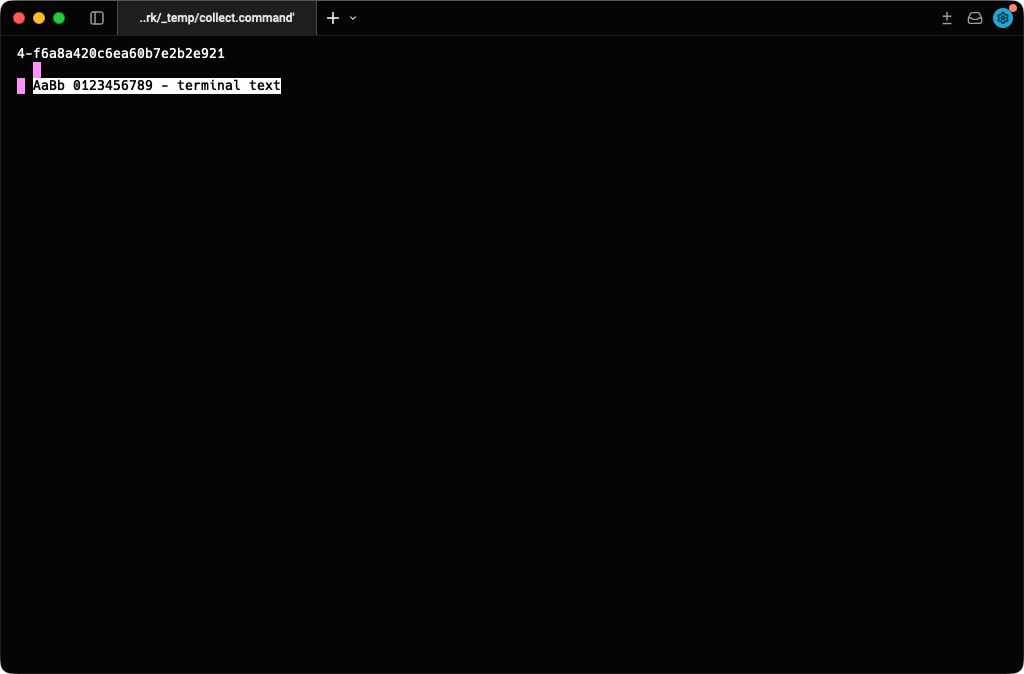 ..rk/_temp/collect.command'
4-f6a8a420c6ea60b7e2b2e921
AaBb 0123456789 - terminal text